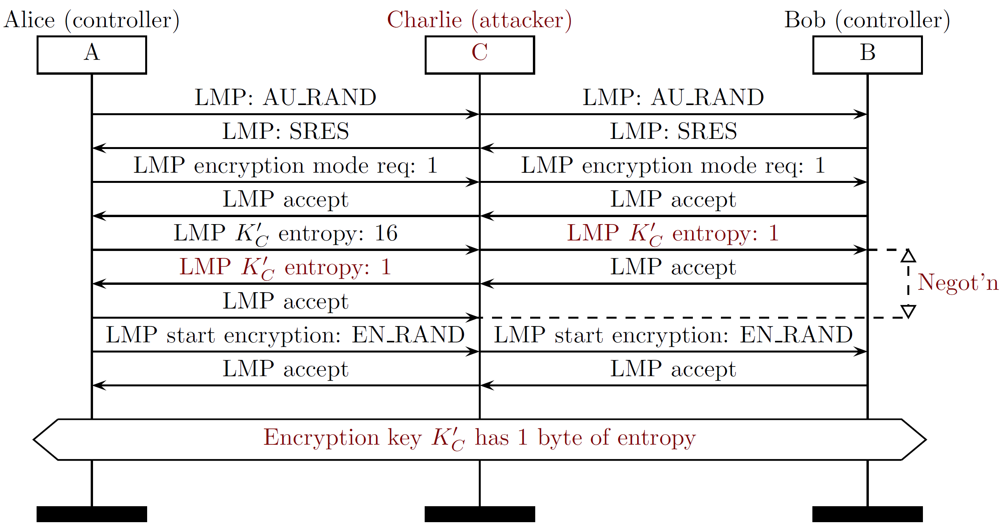 Alice (controller)
Charlie (attacker)
Bob (controller)
A
C
B
LMP: AU_RAND
LMP: AU_RAND
LMP: SRES
LMP: SRES
LMP encryption mode req: 1
LMP encryption mode req: 1
LMP accept
LMP accept
LMP K′C entropy: 16
LMP K′C entropy: 1
LMP K′C entropy: 1
LMP accept
Negot'n
LMP accept
LMP start encryption: EN_RAND
LMP start encryption: EN_RAND
LMP accept
LMP accept
Encryption key K′C has 1 byte of entropy